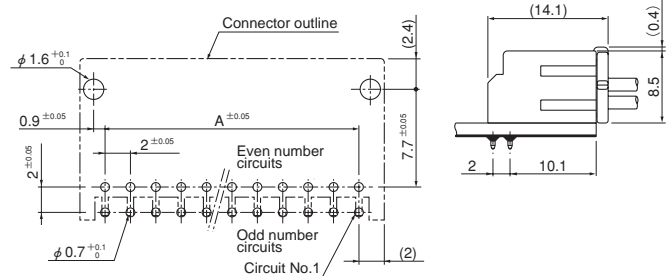 Connector outline
φ1.6 +0.1 0
0.9 ±0.05
A ±0.05
2 ±0.05
2 ±0.05
Even number
circuits
Odd number
circuits
φ0.7 +0.1 0
Circuit No.1
(2)
7.7 ±0.05
(2.4)
(14.1)
(0.4)
8.5
2
10.1